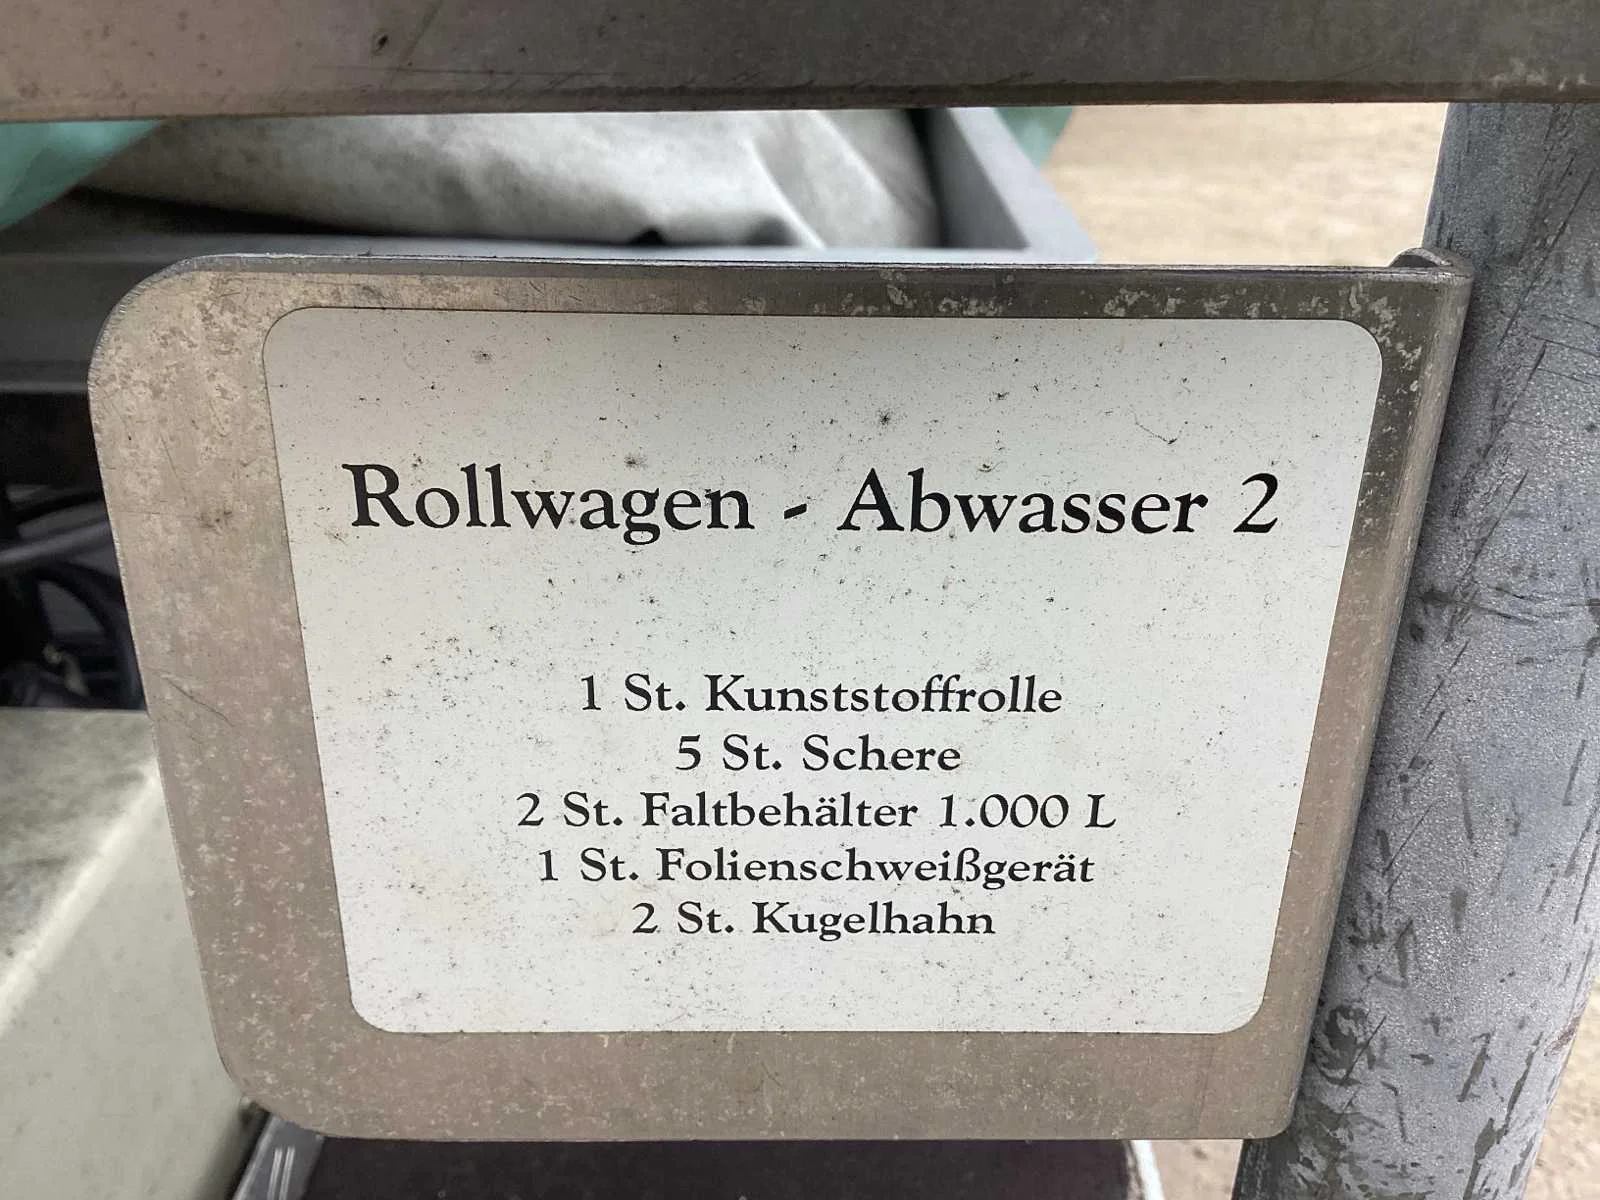 Rollwagen - Abwasser 2
1 St. Kunststoffrolle
5 St. Schere
2 St. Faltbehälter 1.000 L
1 St. Folienschweißgerät
2 St. Kugelhahn